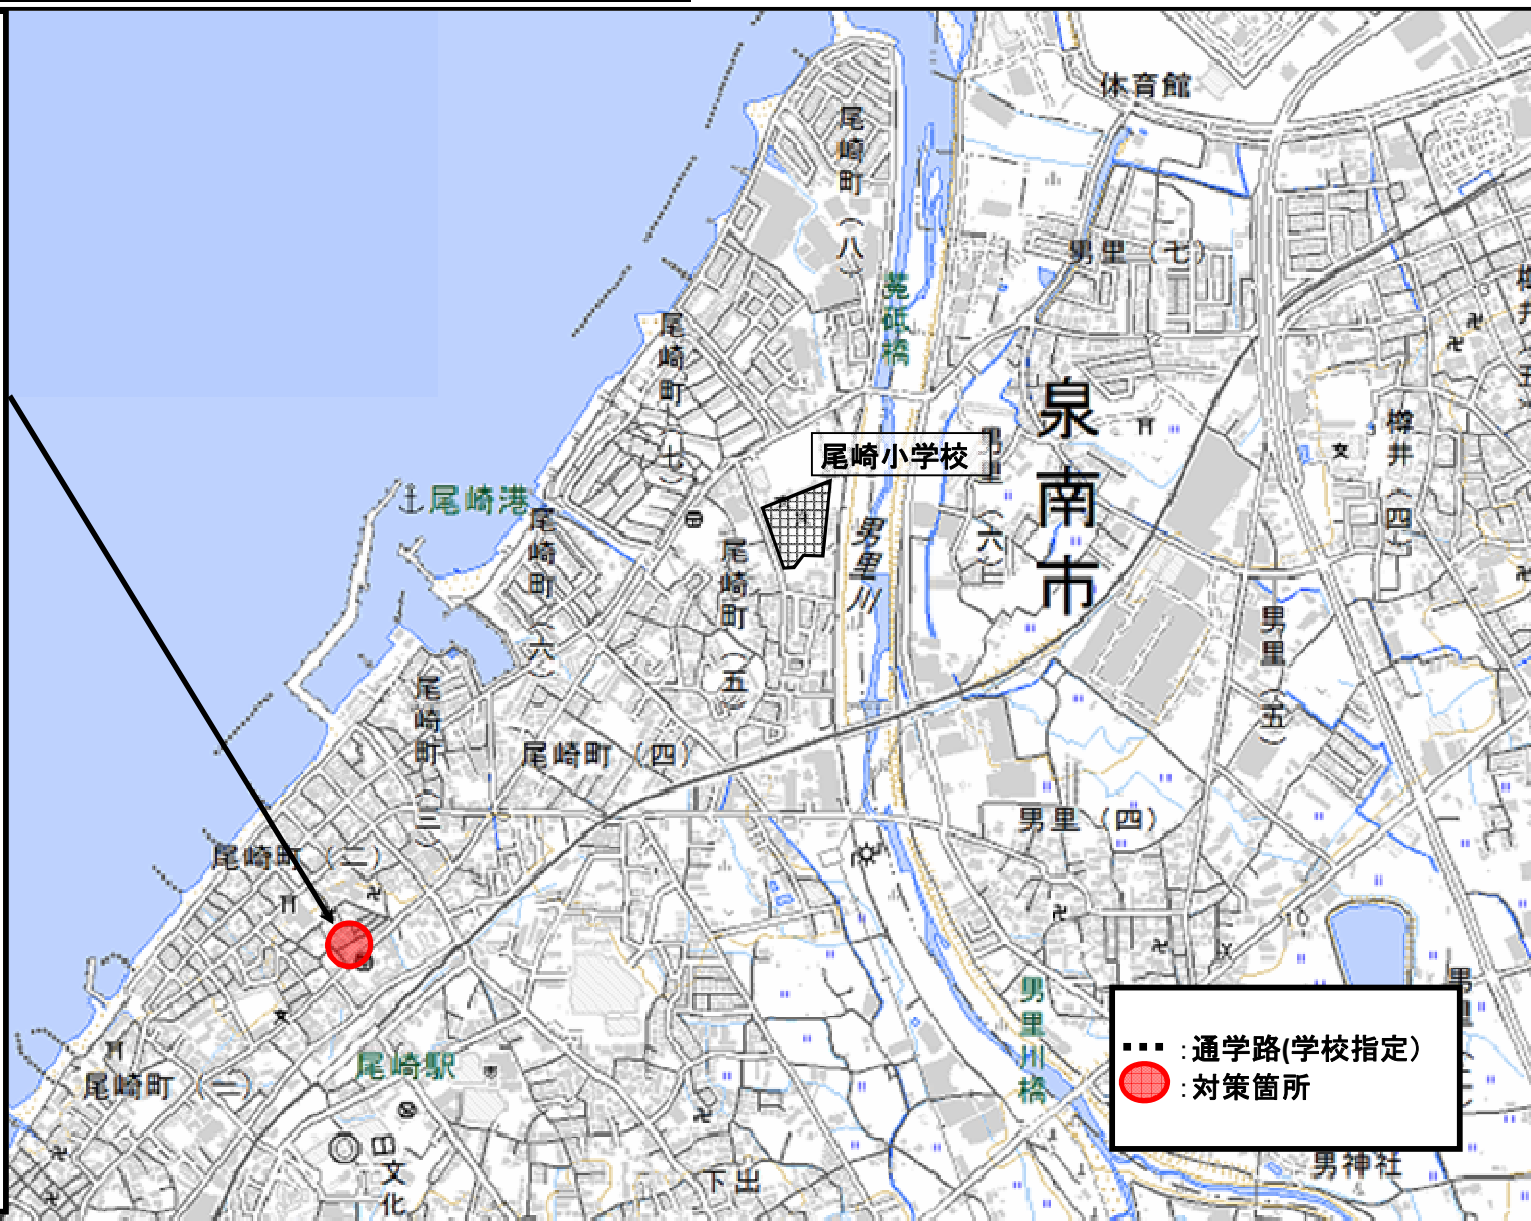 体育館
尾崎町（八）
男里（七）
莵砥橋
尾崎町（七）
泉南市
樽井（四）
尾崎小学校
男里（六）
尾崎港
尾崎町（六）
尾崎町（五）
男里川
男里（五）
尾崎町（三）
尾崎町（四）
男里（四）
尾崎町（二）
男里川橋
尾崎駅
尾崎町（一）
文化
下出
男神社
：通学路(学校指定）
：対策箇所